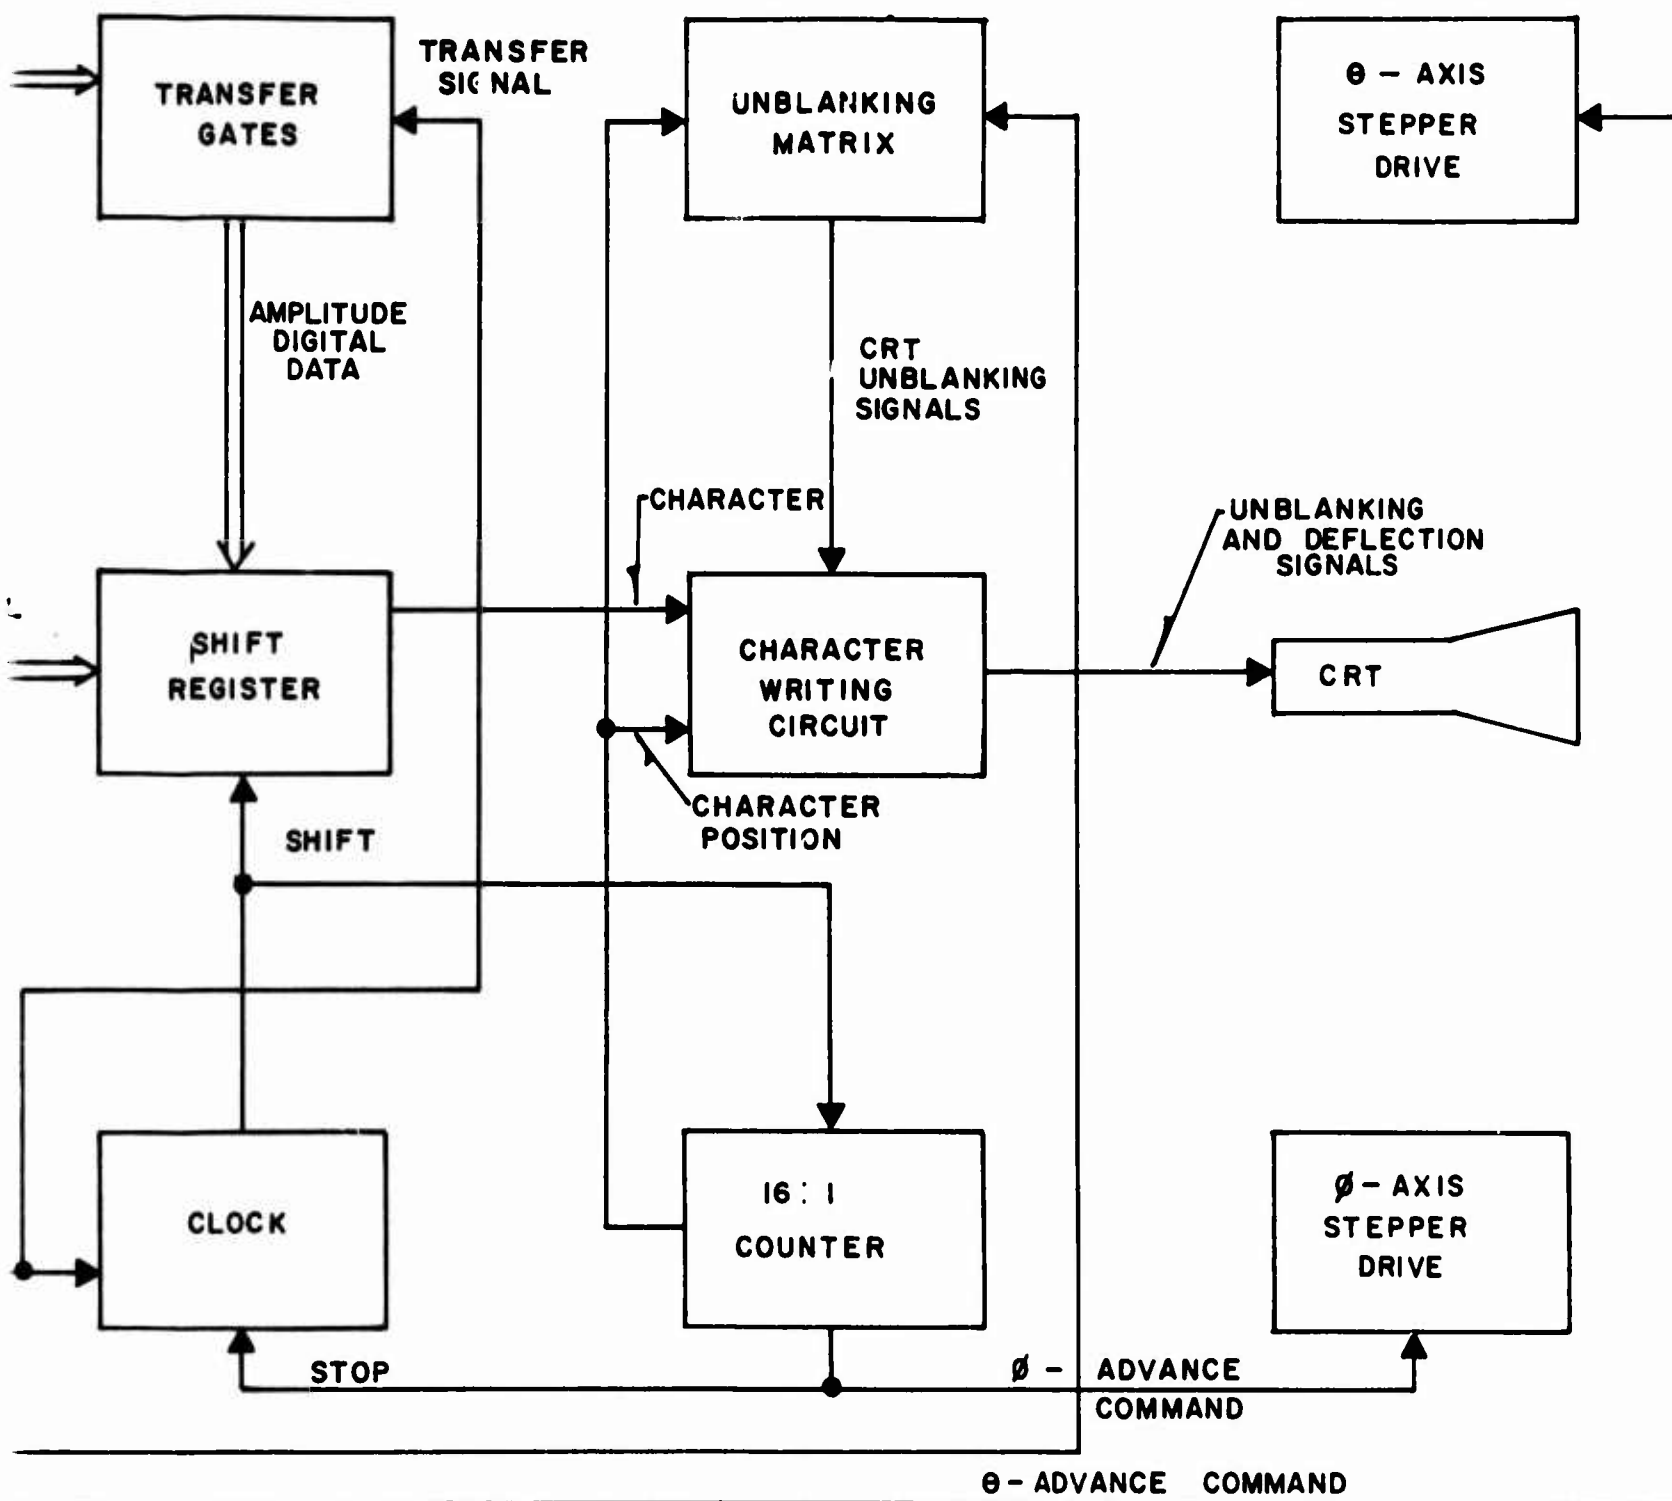 TRANSFER
GATES
TRANSFER
SIGNAL
UNBLANKING
MATRIX
θ - AXIS
STEPPER
DRIVE
AMPLITUDE
DIGITAL
DATA
CRT
UNBLANKING
SIGNALS
CHARACTER
UNBLANKING
AND DEFLECTION
SIGNALS
SHIFT
REGISTER
CHARACTER
WRITING
CIRCUIT
CRT
CHARACTER
POSITION
SHIFT
CLOCK
16 : 1
COUNTER
Ø - AXIS
STEPPER
DRIVE
STOP
Ø - ADVANCE
COMMAND
θ - ADVANCE COMMAND